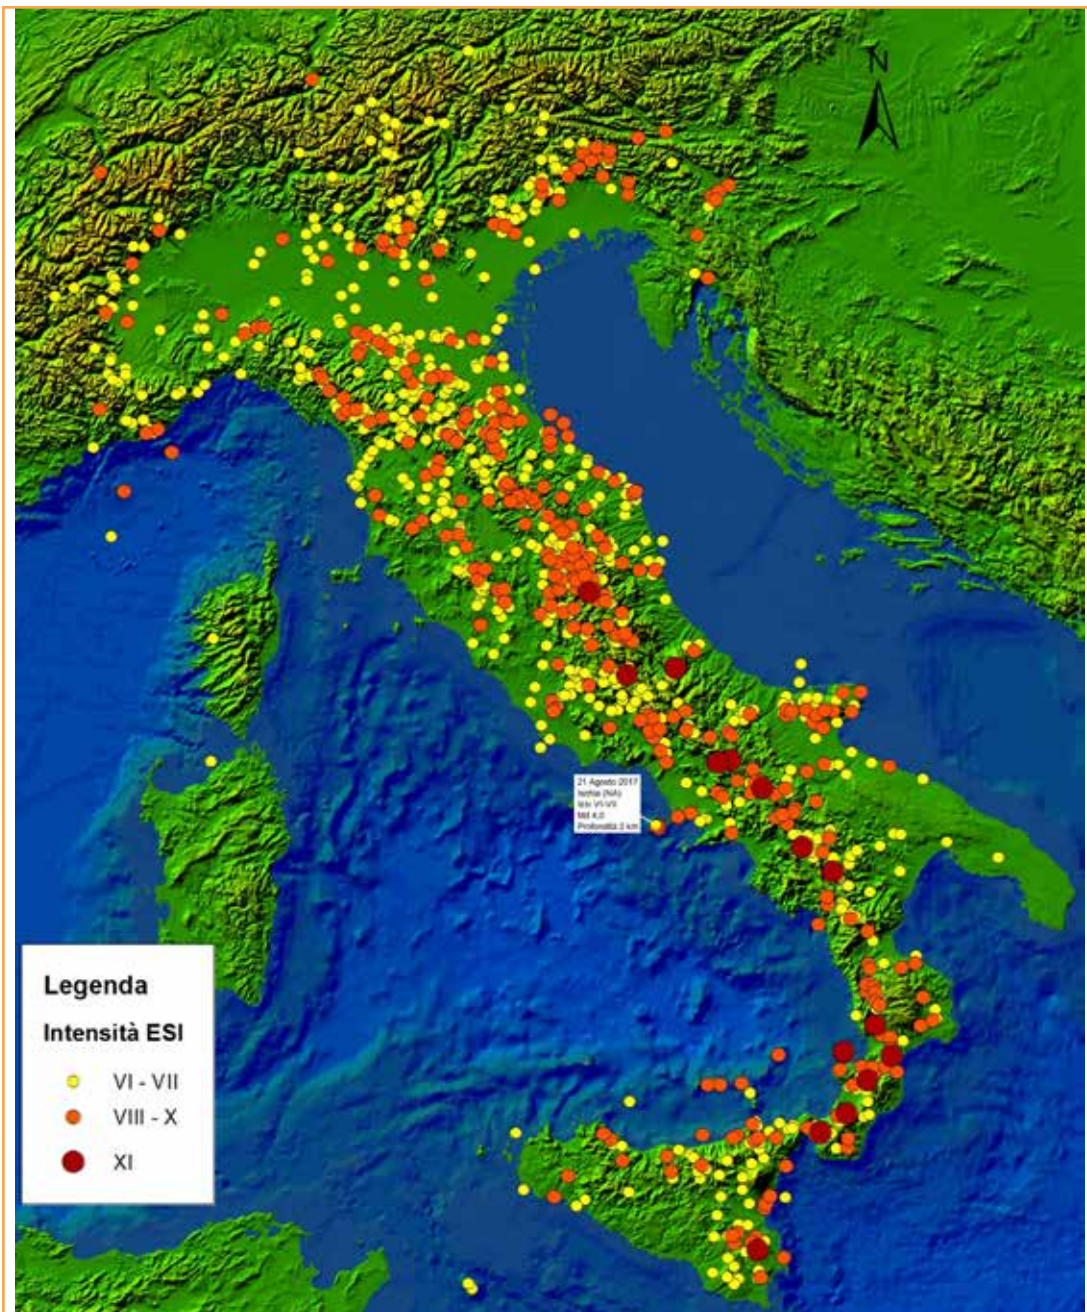 N
21 Agosto 2017
Ischia (NA)
Io= VI-VII
Md 4,0
Profondità 2 km
Legenda
Intensità ESI
VI - VII
VIII - X
XI